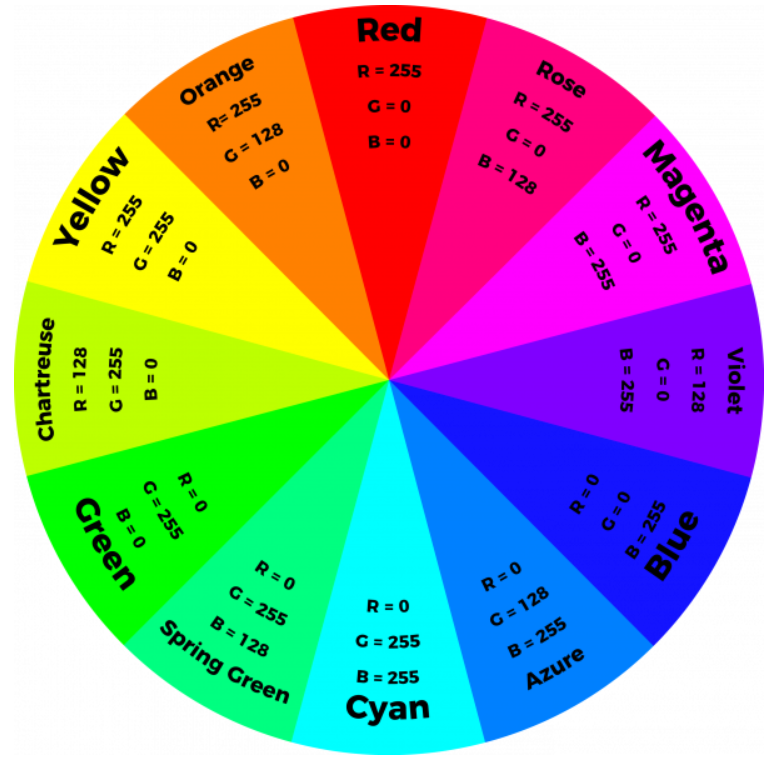 Red
R = 255
G = 0
B = 0
Rose
R = 255
G = 0
B = 128
Magenta
R = 255
G = 0
B = 255
Violet
R = 128
G = 0
B = 255
R = 0
G = 0
B = 255
Blue
R = 0
G = 128
B = 255
Azure
R = 0
G = 255
B = 255
Cyan
R = 0
G = 255
B = 128
Spring Green
R = 0
G = 255
B = 0
Green
Chartreuse
R = 128
G = 255
B = 0
Yellow
R = 255
G = 255
B = 0
Orange
R= 255
G = 128
B = 0